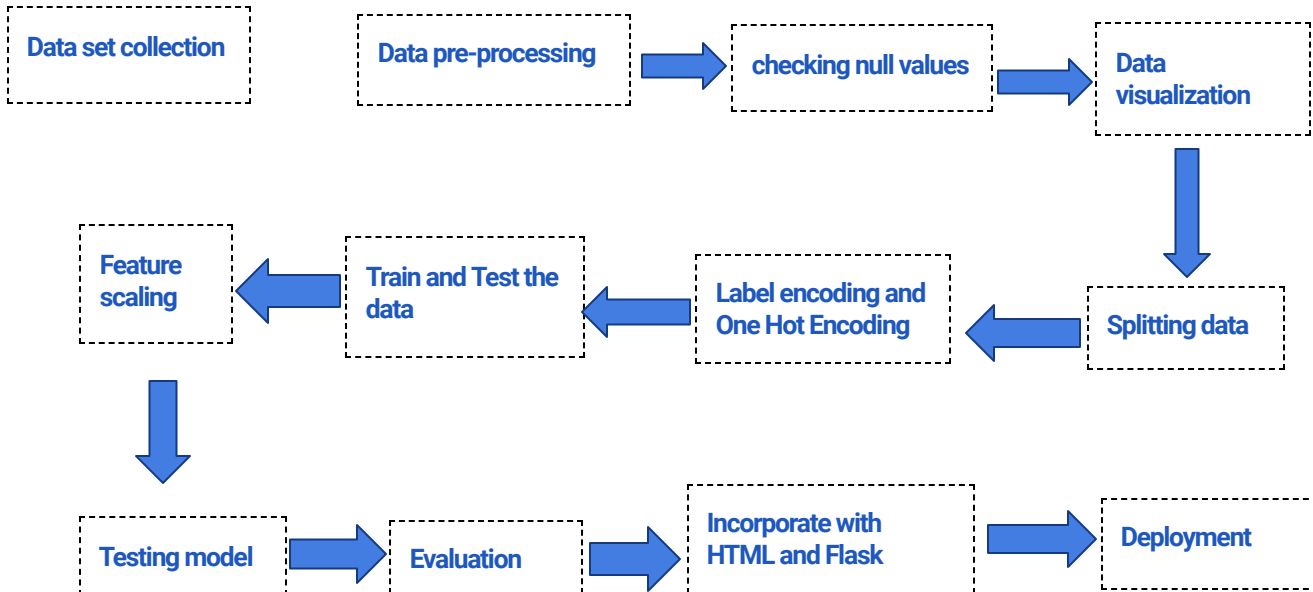 Data set collection
Data pre-processing
checking null values
Data
visualization
Splitting data
Label encoding and
One Hot Encoding
Train and Test the
data
Feature
scaling
Testing model
Evaluation
Incorporate with
HTML and Flask
Deployment